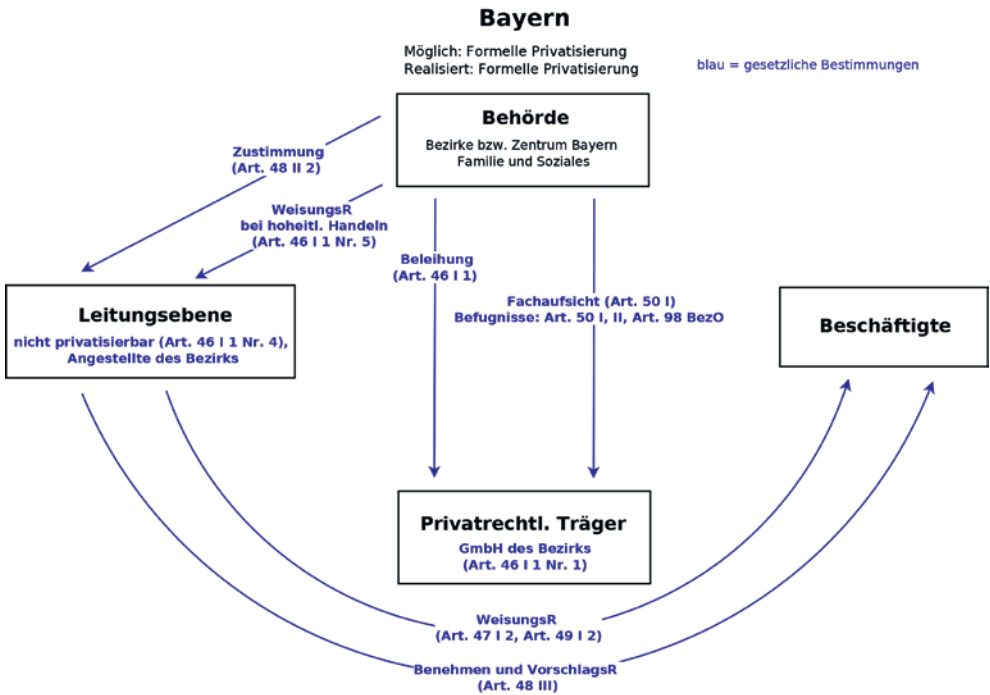 Bayern
Möglich: Formelle Privatisierung
Realisiert: Formelle Privatisierung
blau = gesetzliche Bestimmungen
Behörde
Bezirke bzw. Zentrum Bayern
Familie und Soziales
Zustimmung
(Art. 48 II 2)
WeisungsR
bei hoheitl. Handeln
(Art. 46 I 1 Nr. 5)
Beleihung
(Art. 46 I 1)
Fachaufsicht (Art. 50 I)
Befugnisse: Art. 50 I, II, Art. 98 BezO
Leitungsebene
nicht privatisierbar (Art. 46 I 1 Nr. 4),
Angestellte des Bezirks
Beschäftigte
Privatrechtl. Träger
GmbH des Bezirks
(Art. 46 I 1 Nr. 1)
WeisungsR
(Art. 47 I 2, Art. 49 I 2)
Benehmen und VorschlagsR
(Art. 48 III)